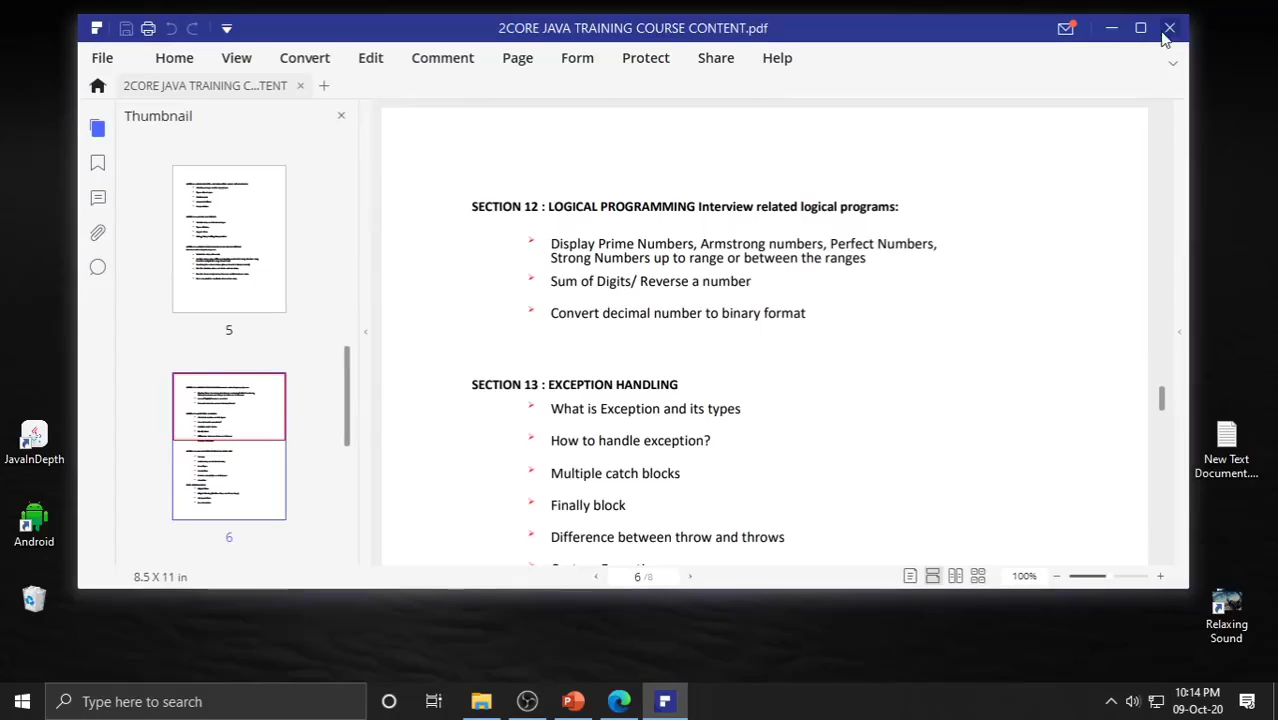 2CORE JAVA TRAINING COURSE CONTENT.pdf
File Home View Convert Edit Comment Page Form Protect Share Help
2CORE JAVA TRAINING C...TENT
Thumbnail
5
6
SECTION 12 : LOGICAL PROGRAMMING Interview related logical programs:
Display Prime Numbers, Armstrong numbers, Perfect Numbers,
Strong Numbers up to range or between the ranges
Sum of Digits/ Reverse a number
Convert decimal number to binary format
SECTION 13 : EXCEPTION HANDLING
What is Exception and its types
How to handle exception?
Multiple catch blocks
Finally block
Difference between throw and throws
8.5 X 11 in
6 /8
100%
JavaInDepth
Android
New Text
Document....
Relaxing
Sound
Type here to search
10:14 PM
09-Oct-20